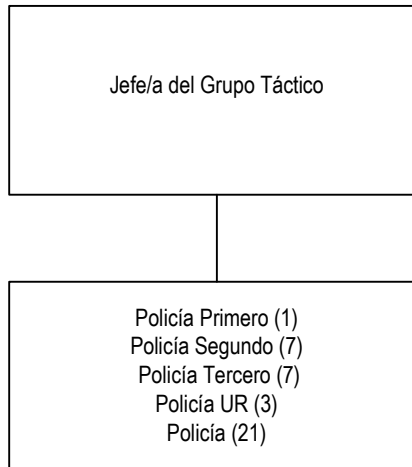 Jefe/a del Grupo Táctico
Policía Primero (1)
Policía Segundo (7)
Policía Tercero (7)
Policía UR (3)
Policía (21)